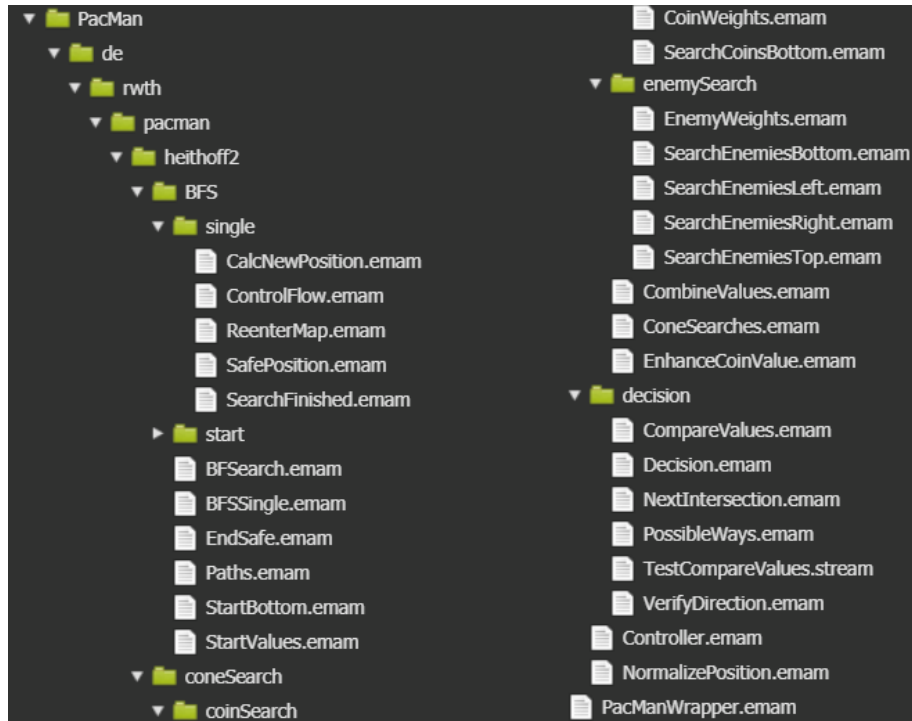 PacMan
de
rwth
pacman
heithoff2
BFS
single
CalcNewPosition.emam
ControlFlow.emam
ReenterMap.emam
SafePosition.emam
SearchFinished.emam
start
BFSearch.emam
BFSSingle.emam
EndSafe.emam
Paths.emam
StartBottom.emam
StartValues.emam
coneSearch
coinSearch
CoinWeights.emam
SearchCoinsBottom.emam
enemySearch
EnemyWeights.emam
SearchEnemiesBottom.emam
SearchEnemiesLeft.emam
SearchEnemiesRight.emam
SearchEnemiesTop.emam
CombineValues.emam
ConeSearches.emam
EnhanceCoinValue.emam
decision
CompareValues.emam
Decision.emam
NextIntersection.emam
PossibleWays.emam
TestCompareValues.stream
VerifyDirection.emam
Controller.emam
NormalizePosition.emam
PacManWrapper.emam